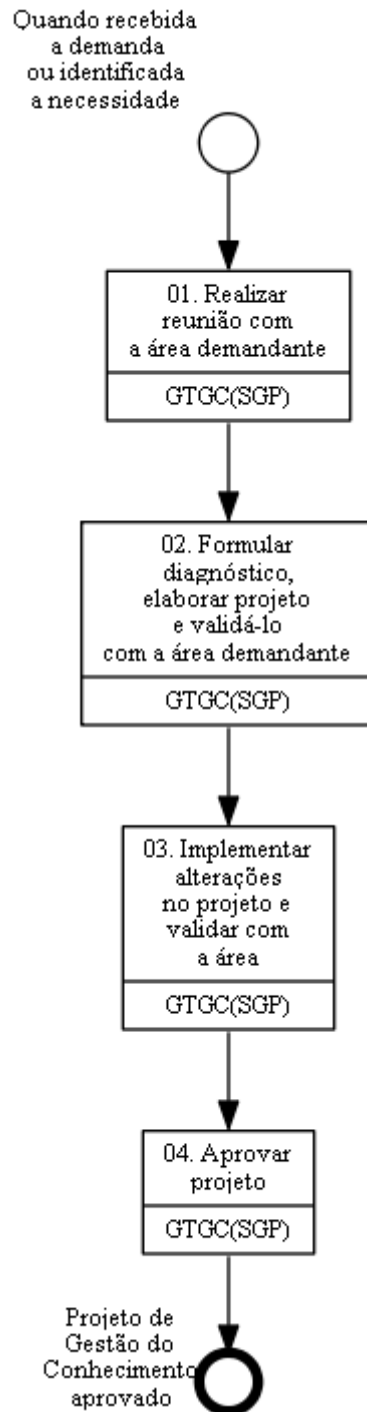 Quando recebida
a demanda
ou identificada
a necessidade
01. Realizar
reunião com
a área demandante
GTGC(SGP)
02. Formular
diagnóstico,
elaborar projeto
e validá-lo
com a área demandante
GTGC(SGP)
03. Implementar
alterações
no projeto e
validar com
a área
GTGC(SGP)
04. Aprovar
projeto
GTGC(SGP)
Projeto de
Gestão do
Conhecimento
aprovado